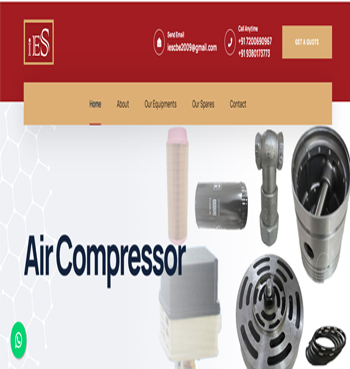 iES
Send Email
iescbe2009@gmail.com
Call Anytime
+91 7200690967
+91 9380173773
GET A QUOTE
Home
About
Our Equipments
Our Spares
Contact
Air Compressor